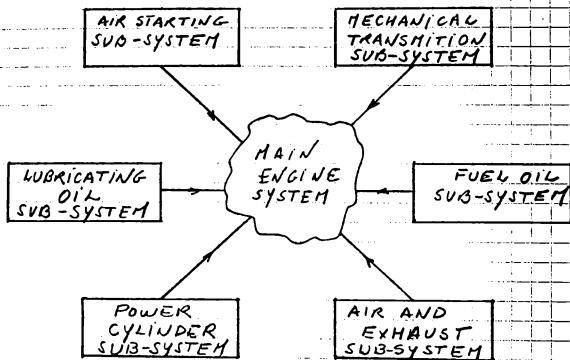 AIR STARTING
SUB-SYSTEM
MECHANICAL
TRANSMITION
SUB-SYSTEM
MAIN
ENGINE
SYSTEM
LUBRICATING
OIL
SUB-SYSTEM
FUEL OIL
SUB-SYSTEM
POWER
CYLINDER
SUB-SYSTEM
AIR AND
EXHAUST
SUB-SYSTEM